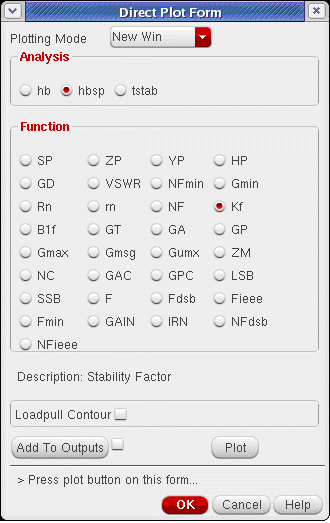 Direct Plot Form
Plotting Mode New Win
Analysis
hb hbsp tstab
Function
SP ZP YP HP
GD VSWR NFmin Gmin
Rn rn NF Kf
B1f GT GA GP
Gmax Gmsg Gumx ZM
NC GAC GPC LSB
SSB F Fdsb Fieee
Fmin GAIN IRN NFdsb
NFieee
Description: Stability Factor
Loadpull Contour
Add To Outputs Plot
> Press plot button on this form...
OK Cancel Help